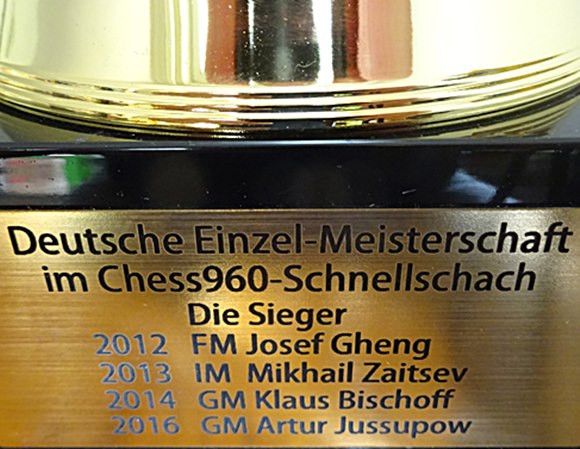 Deutsche Einzel-Meisterschaft
im Chess960-Schnellschach
Die Sieger
2012 FM Josef Gheng
2013 IM Mikhail Zaitsev
2014 GM Klaus Bischoff
2016 GM Artur Jussupow